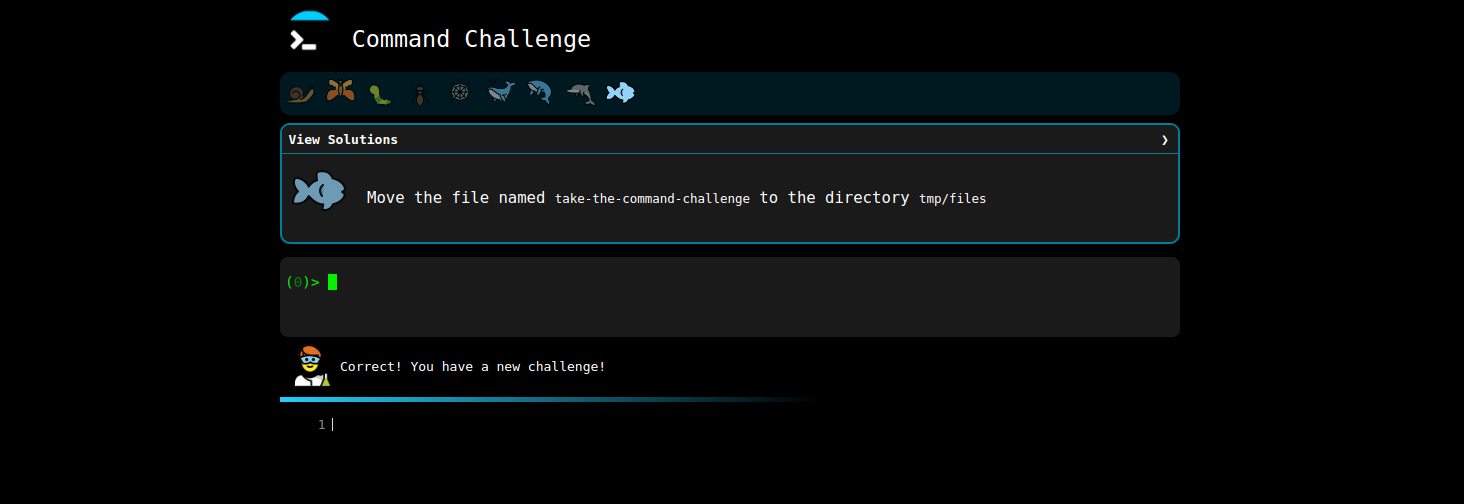 Command Challenge
View Solutions ❯
Move the file named take-the-command-challenge to the directory tmp/files
(0)>
Correct! You have a new challenge!
1